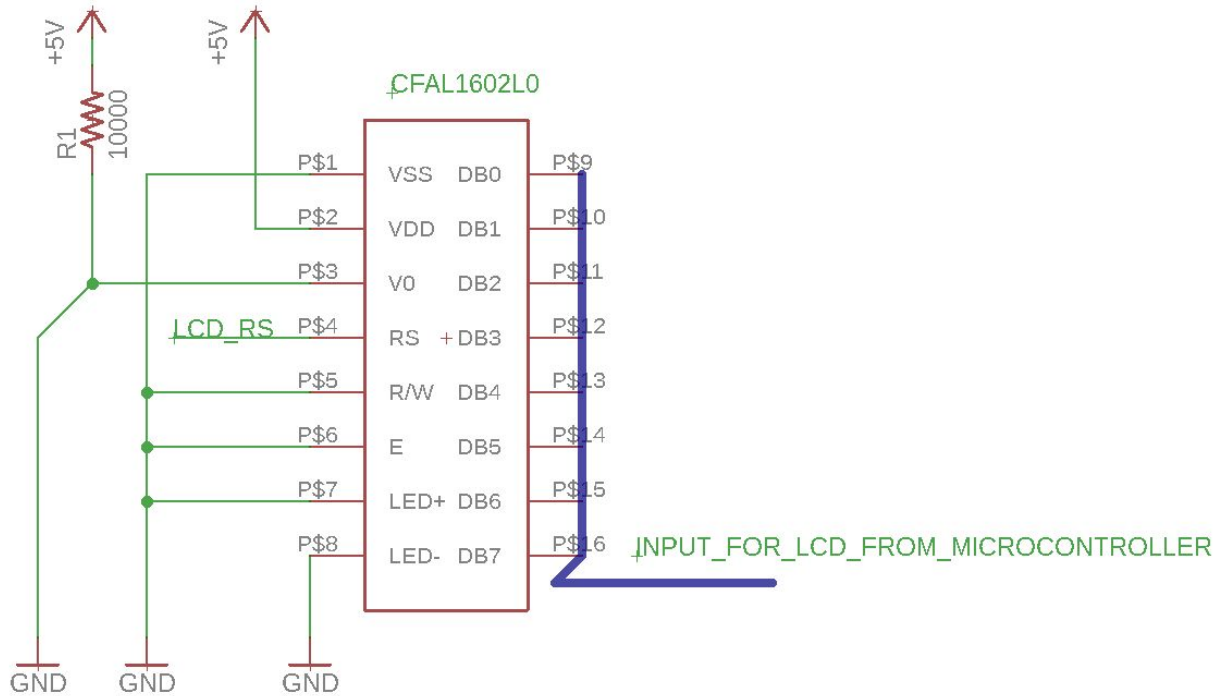 +5V
+5V
CFAL1602L0
R1
10000
P$1 VSS DB0 P$9
P$2 VDD DB1 P$10
P$3 V0 DB2 P$11
LCD_RS P$4 RS DB3 P$12
P$5 R/W DB4 P$13
P$6 E DB5 P$14
P$7 LED+ DB6 P$15
P$8 LED- DB7 P$16
INPUT_FOR_LCD_FROM_MICROCONTROLLER
GND
GND
GND